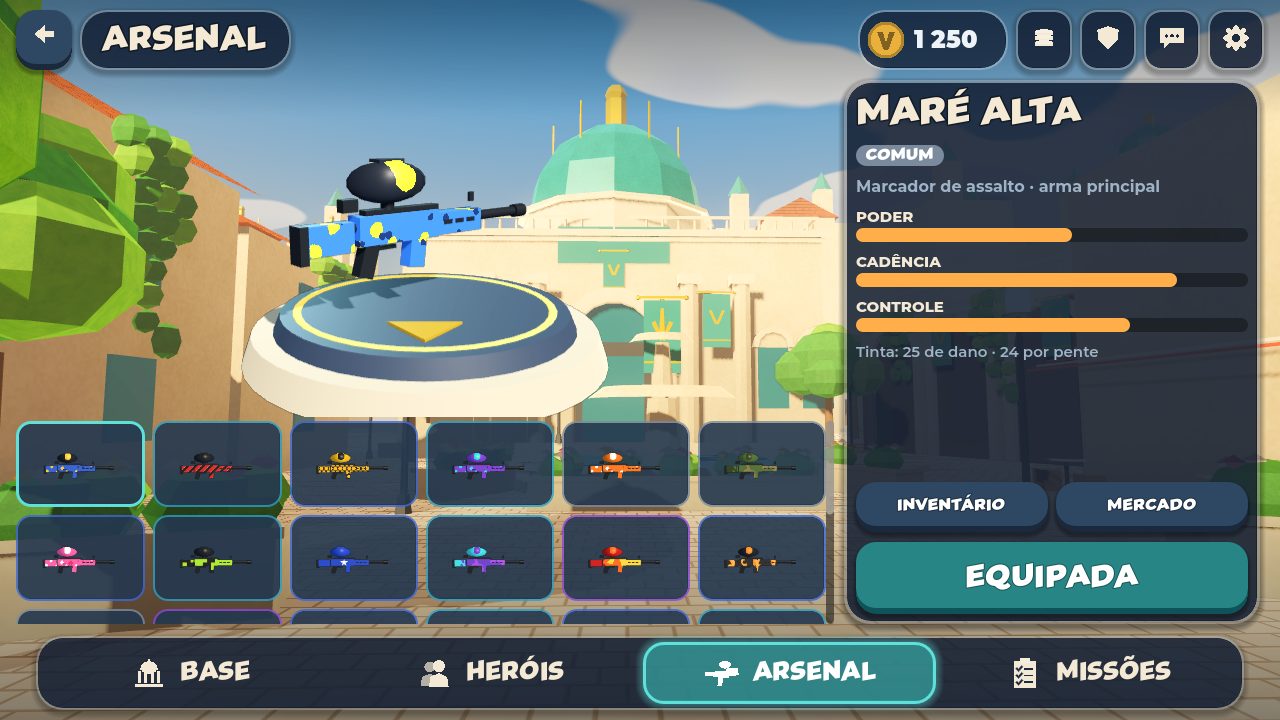 ARSENAL
V 1 250
MARÉ ALTA
COMUM
Marcador de assalto · arma principal
PODER
CADÊNCIA
CONTROLE
Tinta: 25 de dano · 24 por pente
V
V
INVENTÁRIO
MERCADO
EQUIPADA
BASE
HERÓIS
ARSENAL
MISSÕES